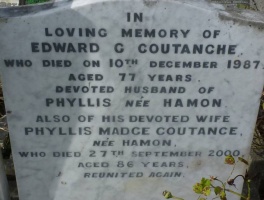 IN
LOVING MEMORY OF
EDWARD G COUTANCHE
WHO DIED ON 10TH DECEMBER 1987
AGED 77 YEARS.
DEVOTED HUSBAND OF
PHYLLIS NÉE HAMON
ALSO OF HIS DEVOTED WIFE
PHYLLIS MADGE COUTANCE,
NÉE HAMON,
WHO DIED 27TH SEPTEMBER 2000,
AGED 86 YEARS.
REUNITED AGAIN.